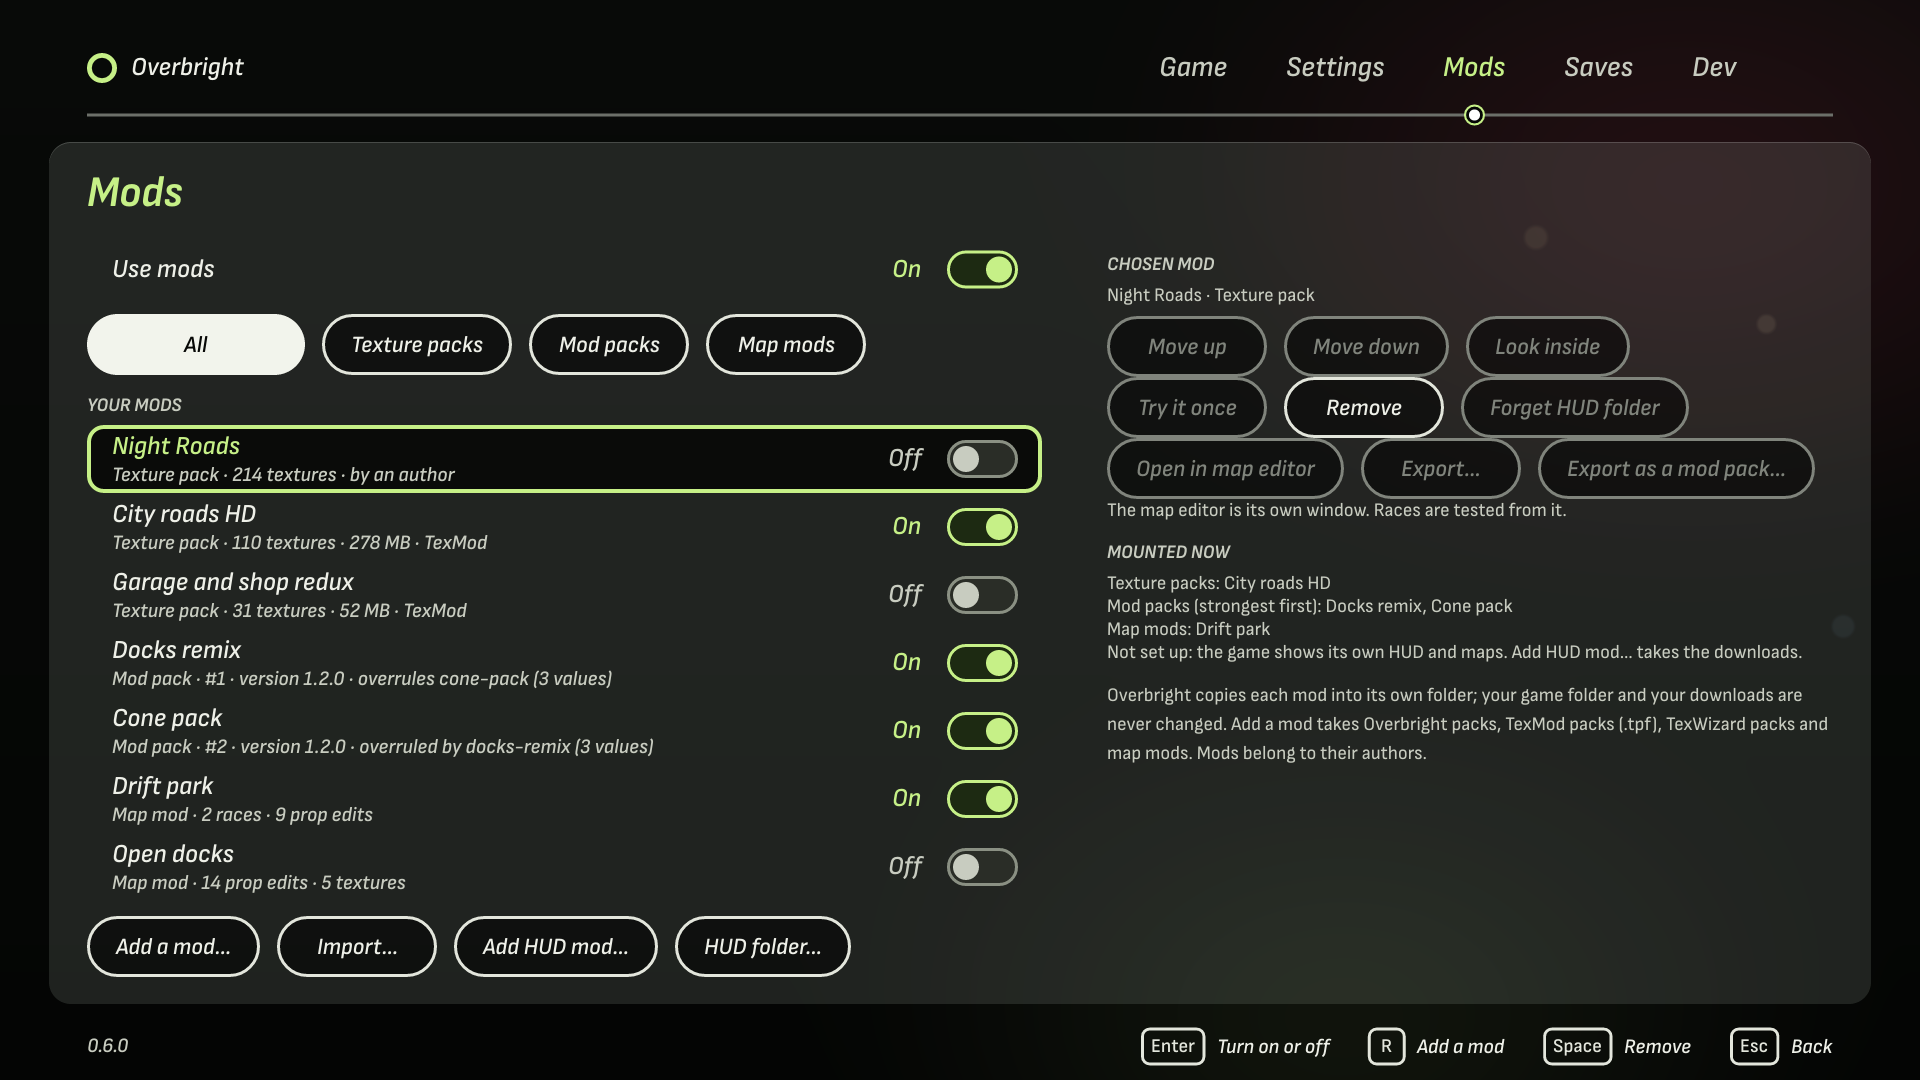 Overbright
Game Settings Mods Saves Dev
Mods
Use mods On
All Texture packs Mod packs Map mods
YOUR MODS
Night Roads
Texture pack · 214 textures · by an author
Off
City roads HD
Texture pack · 110 textures · 278 MB · TexMod
On
Garage and shop redux
Texture pack · 31 textures · 52 MB · TexMod
Off
Docks remix
Mod pack · #1 · version 1.2.0 · overrules cone-pack (3 values)
On
Cone pack
Mod pack · #2 · version 1.2.0 · overruled by docks-remix (3 values)
On
Drift park
Map mod · 2 races · 9 prop edits
On
Open docks
Map mod · 14 prop edits · 5 textures
Off
Add a mod... Import... Add HUD mod... HUD folder...
CHOSEN MOD
Night Roads · Texture pack
Move up Move down Look inside
Try it once Remove Forget HUD folder
Open in map editor Export... Export as a mod pack...
The map editor is its own window. Races are tested from it.
MOUNTED NOW
Texture packs: City roads HD
Mod packs (strongest first): Docks remix, Cone pack
Map mods: Drift park
Not set up: the game shows its own HUD and maps. Add HUD mod... takes the downloads.
Overbright copies each mod into its own folder; your game folder and your downloads are
never changed. Add a mod takes Overbright packs, TexMod packs (.tpf), TexWizard packs and
map mods. Mods belong to their authors.
0.6.0
Enter Turn on or off R Add a mod Space Remove Esc Back